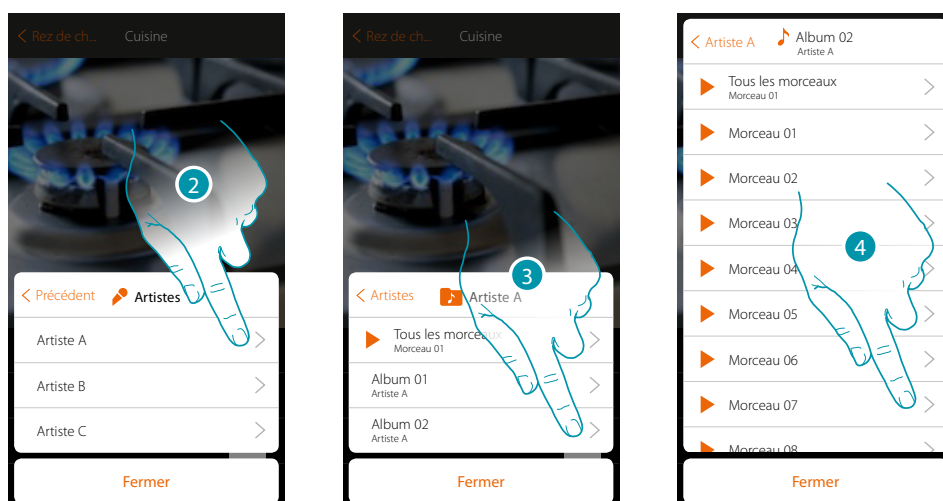 Rez de ch... Cuisine
2
Précédent Artistes
Artiste A
Artiste B
Artiste C
Fermer
Rez de ch... Cuisine
3
Artistes Artiste A
Tous les morceaux
Morceau 01
Album 01
Artiste A
Album 02
Artiste A
Fermer
Artiste A Album 02
Artiste A
Tous les morceaux
Morceau 01
Morceau 01
Morceau 02
Morceau 03
4
Morceau 04
Morceau 05
Morceau 06
Morceau 07
Morceau 08
Fermer